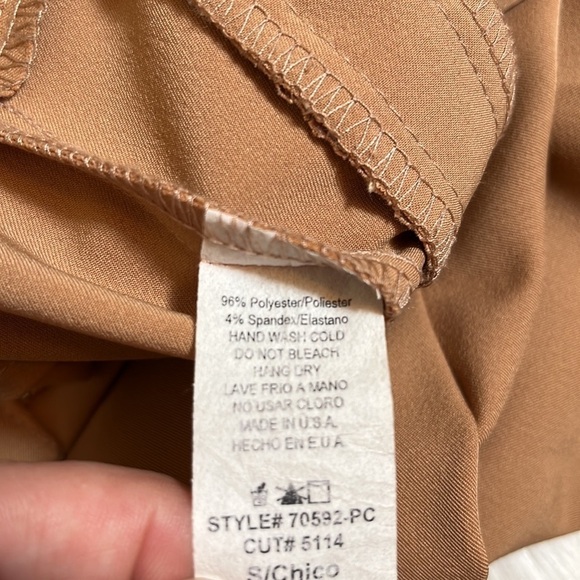 96% Polyester/Poliester
4% Spandex/Elastano
HAND WASH COLD
DO NOT BLEACH
HANG DRY
LAVE FRIO A MANO
NO USAR CLORO
MADE IN U.S.A.
HECHO EN E.U.A.
STYLE# 70592-PC
CUT# 5114
S/Chico